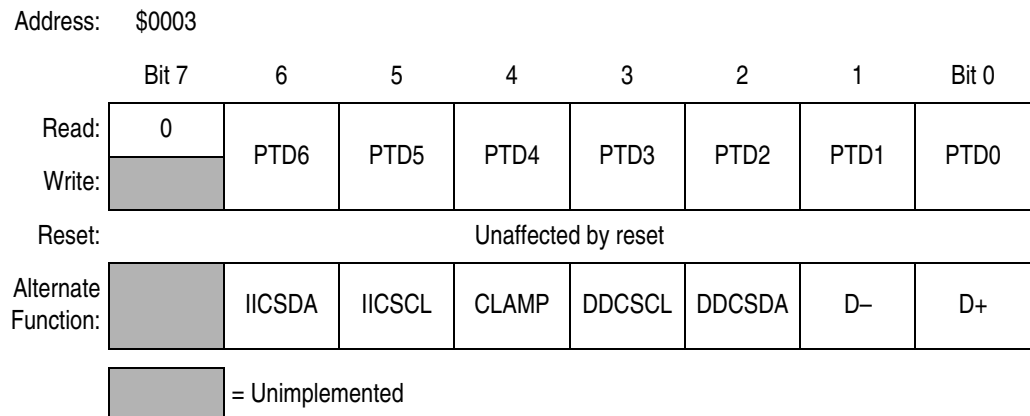 Address: $0003
Bit 7 6 5 4 3 2 1 Bit 0
Read: 0 PTD6 PTD5 PTD4 PTD3 PTD2 PTD1 PTD0
Write:
Reset: Unaffected by reset
Alternate
Function: IICSDA IICSCL CLAMP DDCSCL DDCSDA D– D+
= Unimplemented